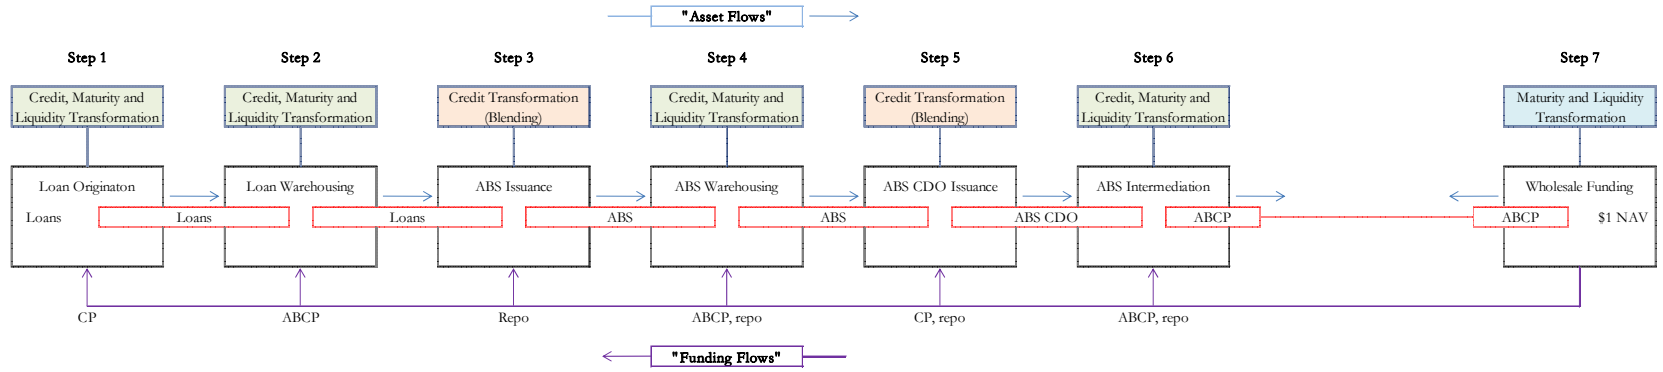 "Asset Flows"
Step 1
Step 2
Step 3
Step 4
Step 5
Step 6
Step 7
Credit, Maturity and
Liquidity Transformation
Credit, Maturity and
Liquidity Transformation
Credit Transformation
(Blending)
Credit, Maturity and
Liquidity Transformation
Credit Transformation
(Blending)
Credit, Maturity and
Liquidity Transformation
Maturity and Liquidity
Transformation
Loan Originaton
Loan Warehousing
ABS Issuance
ABS Warehousing
ABS CDO Issuance
ABS Intermediation
Wholesale Funding
Loans
Loans
Loans
ABS
ABS
ABS CDO
ABCP
ABCP
$1 NAV
CP
ABCP
Repo
ABCP, repo
CP, repo
ABCP, repo
"Funding Flows"